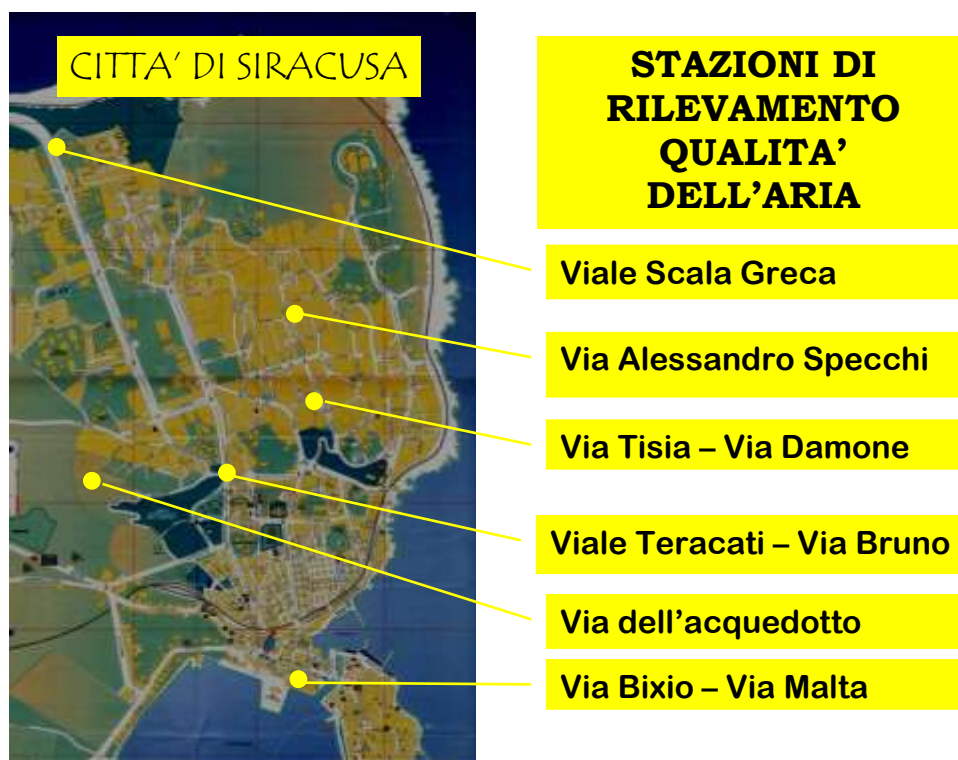 CITTA' DI SIRACUSA
STAZIONI DI
RILEVAMENTO
QUALITA’
DELL’ARIA
Viale Scala Greca
Via Alessandro Specchi
Via Tisia – Via Damone
Viale Teracati – Via Bruno
Via dell’acquedotto
Via Bixio – Via Malta